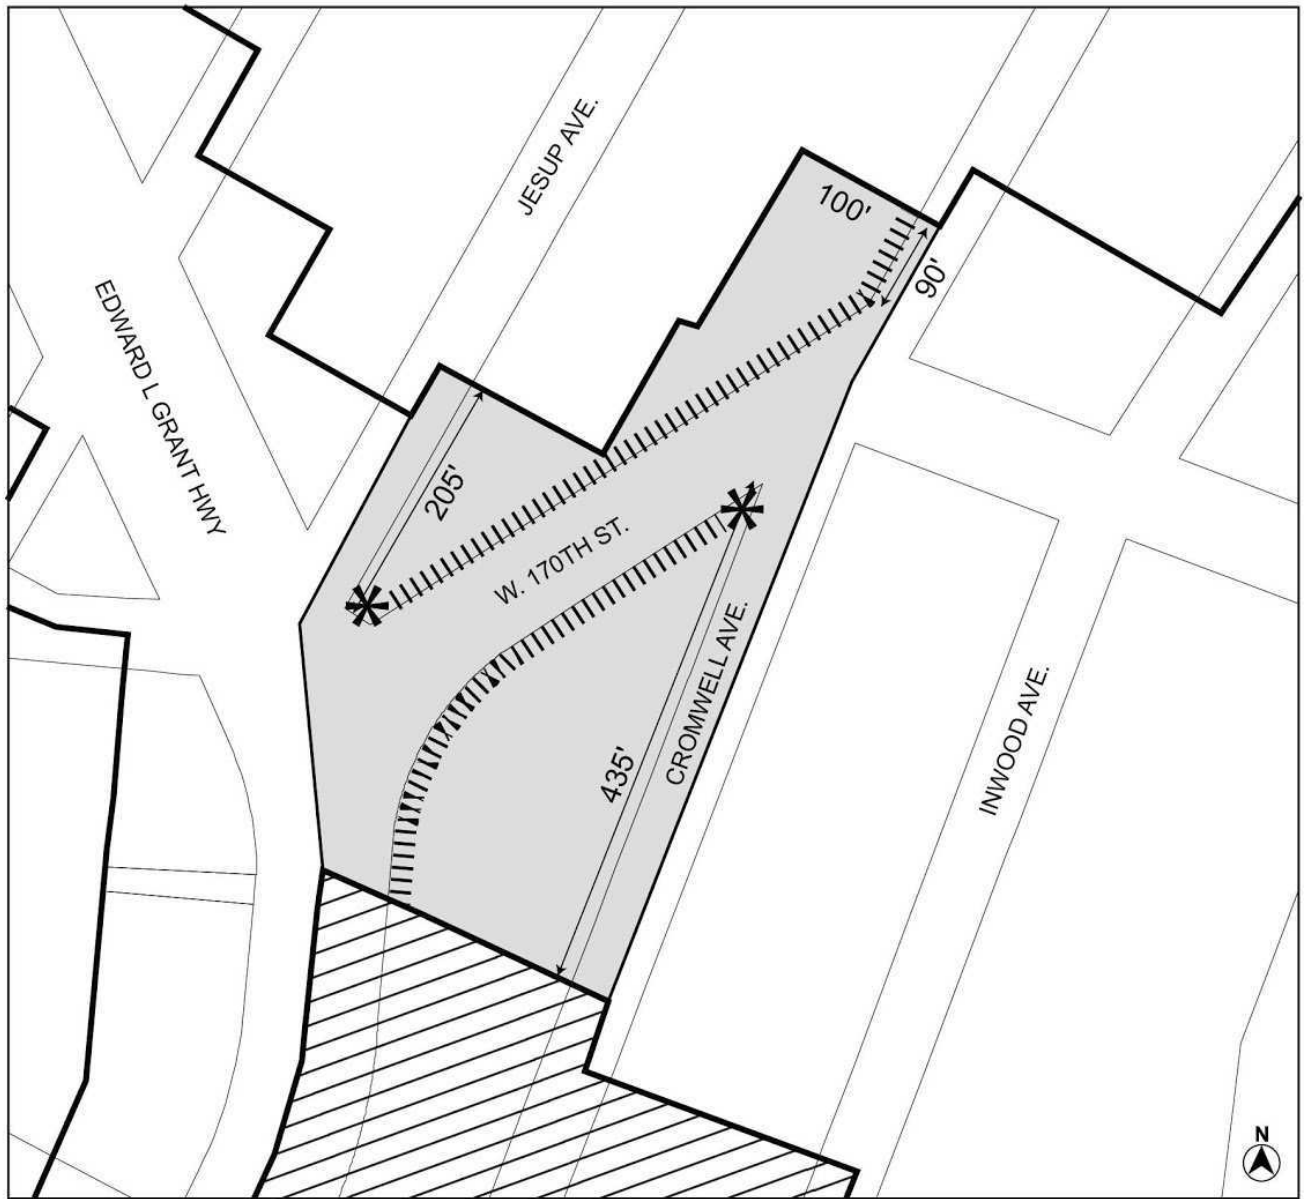 JESUP AVE.
100'
90'
EDWARD L GRANT HWY
205'
W. 170TH ST.
CROMWELL AVE.
435'
INWOOD AVE.
N